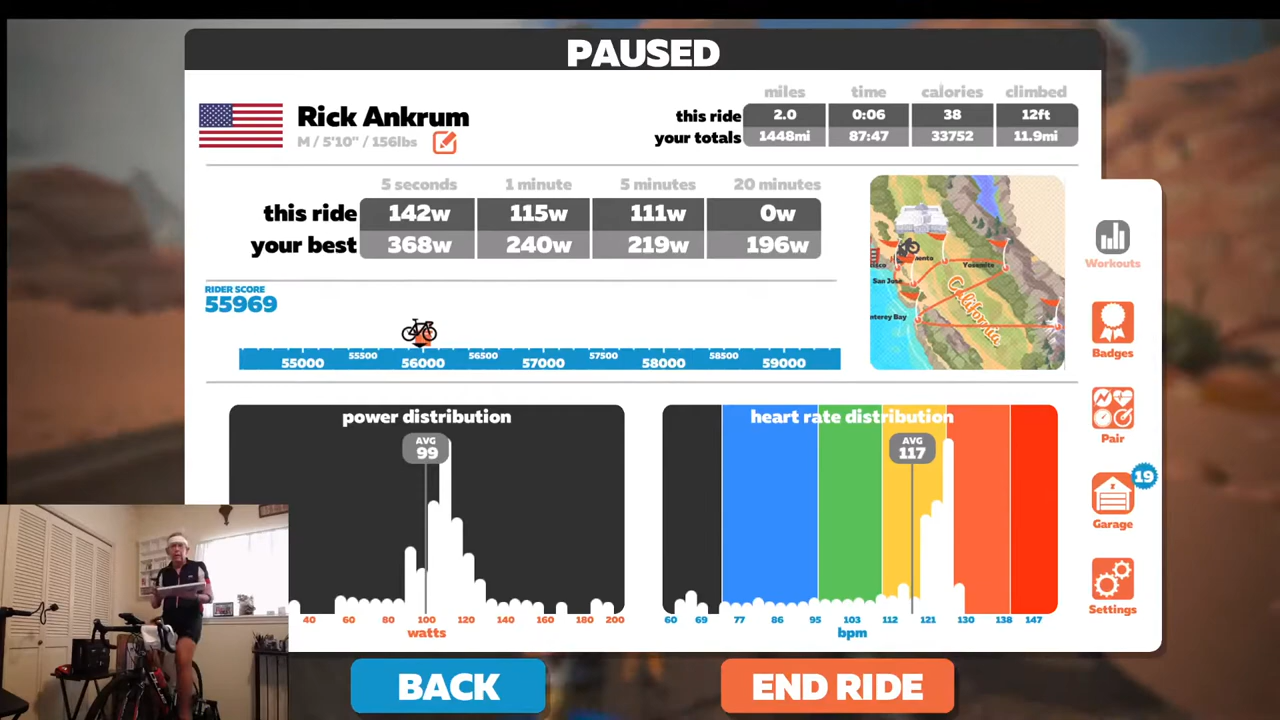 PAUSED
Rick Ankrum
M / 5'10" / 156lbs
miles time calories climbed
this ride 2.0 0:06 38 12ft
your totals 1448mi 87:47 33752 11.9mi
5 seconds 1 minute 5 minutes 20 minutes
this ride 142w 115w 111w 0w
your best 368w 240w 219w 196w
RIDER SCORE
55969
55000 55500 56000 56500 57000 57500 58000 58500 59000
Yosemite
San Jose
California
Workouts
Badges
Pair
19
Garage
Settings
power distribution
AVG
99
40 60 80 100 120 140 160 180 200
watts
heart rate distribution
AVG
117
60 69 77 86 95 103 112 121 130 138 147
bpm
BACK
END RIDE